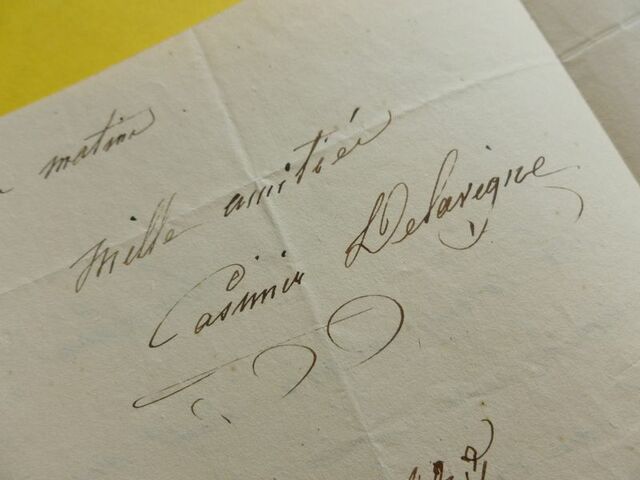 matin
Mille amitiés
Casimir Delavigne